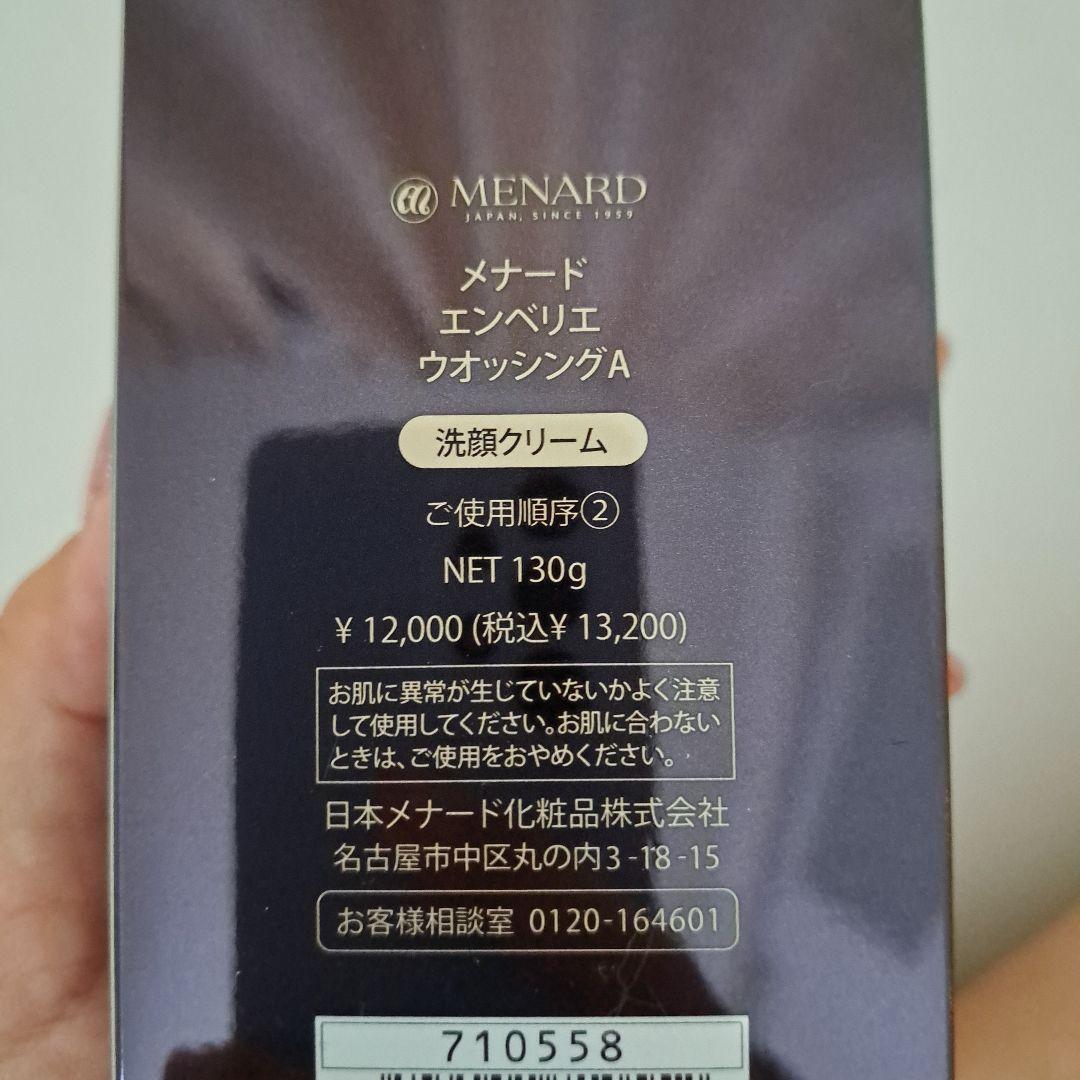 MENARD
JAPAN, SINCE 1959
メナード
エンベリエ
ウオッシングA
洗顔クリーム
ご使用順序②
NET 130g
¥ 12,000 (税込¥ 13,200)
お肌に異常が生じていないかよく注意
して使用してください。お肌に合わない
ときは、ご使用をおやめください。
日本メナード化粧品株式会社
名古屋市中区丸の内3-18-15
お客様相談室 0120-164601
710558